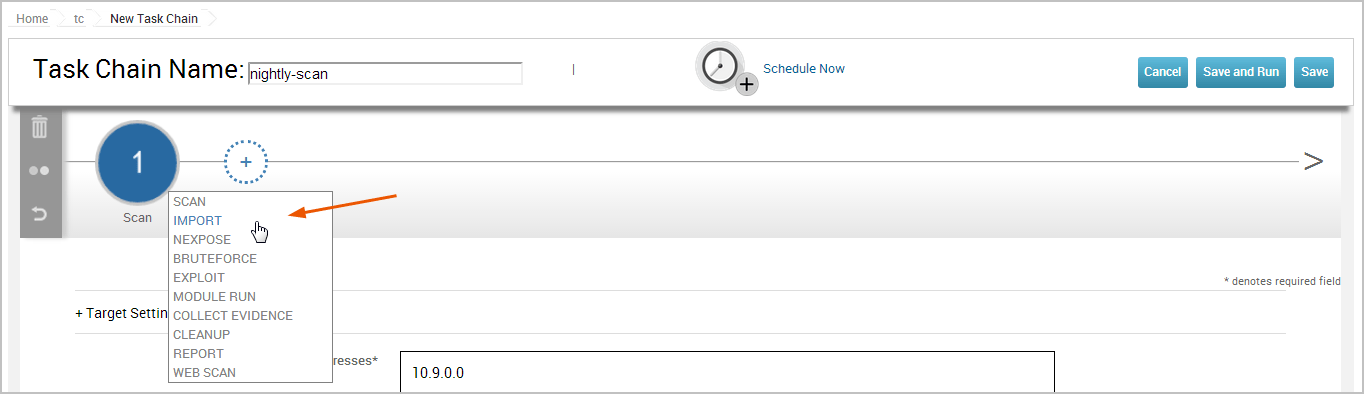 Home tc New Task Chain
Task Chain Name: nightly-scan
Schedule Now
Cancel Save and Run Save
1
+
>
Scan
SCAN
IMPORT
NEXPOSE
BRUTEFORCE
EXPLOIT
MODULE RUN
COLLECT EVIDENCE
CLEANUP
REPORT
WEB SCAN
* denotes required field
+ Target Settin
resses*
10.9.0.0